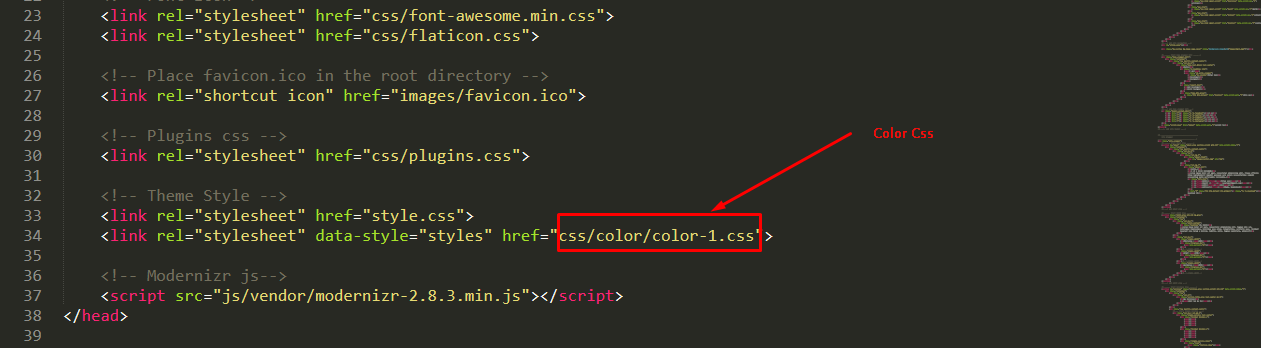 23 <link rel="stylesheet" href="css/font-awesome.min.css">
24 <link rel="stylesheet" href="css/flaticon.css">
25
26 <!-- Place favicon.ico in the root directory -->
27 <link rel="shortcut icon" href="images/favicon.ico">
28
29 <!-- Plugins css -->
30 <link rel="stylesheet" href="css/plugins.css">
31
32 <!-- Theme Style -->
33 <link rel="stylesheet" href="style.css">
34 <link rel="stylesheet" data-style="styles" href="css/color/color-1.css">
35
36 <!-- Modernizr js-->
37 <script src="js/vendor/modernizr-2.8.3.min.js"></script>
38 </head>
39
Color Css